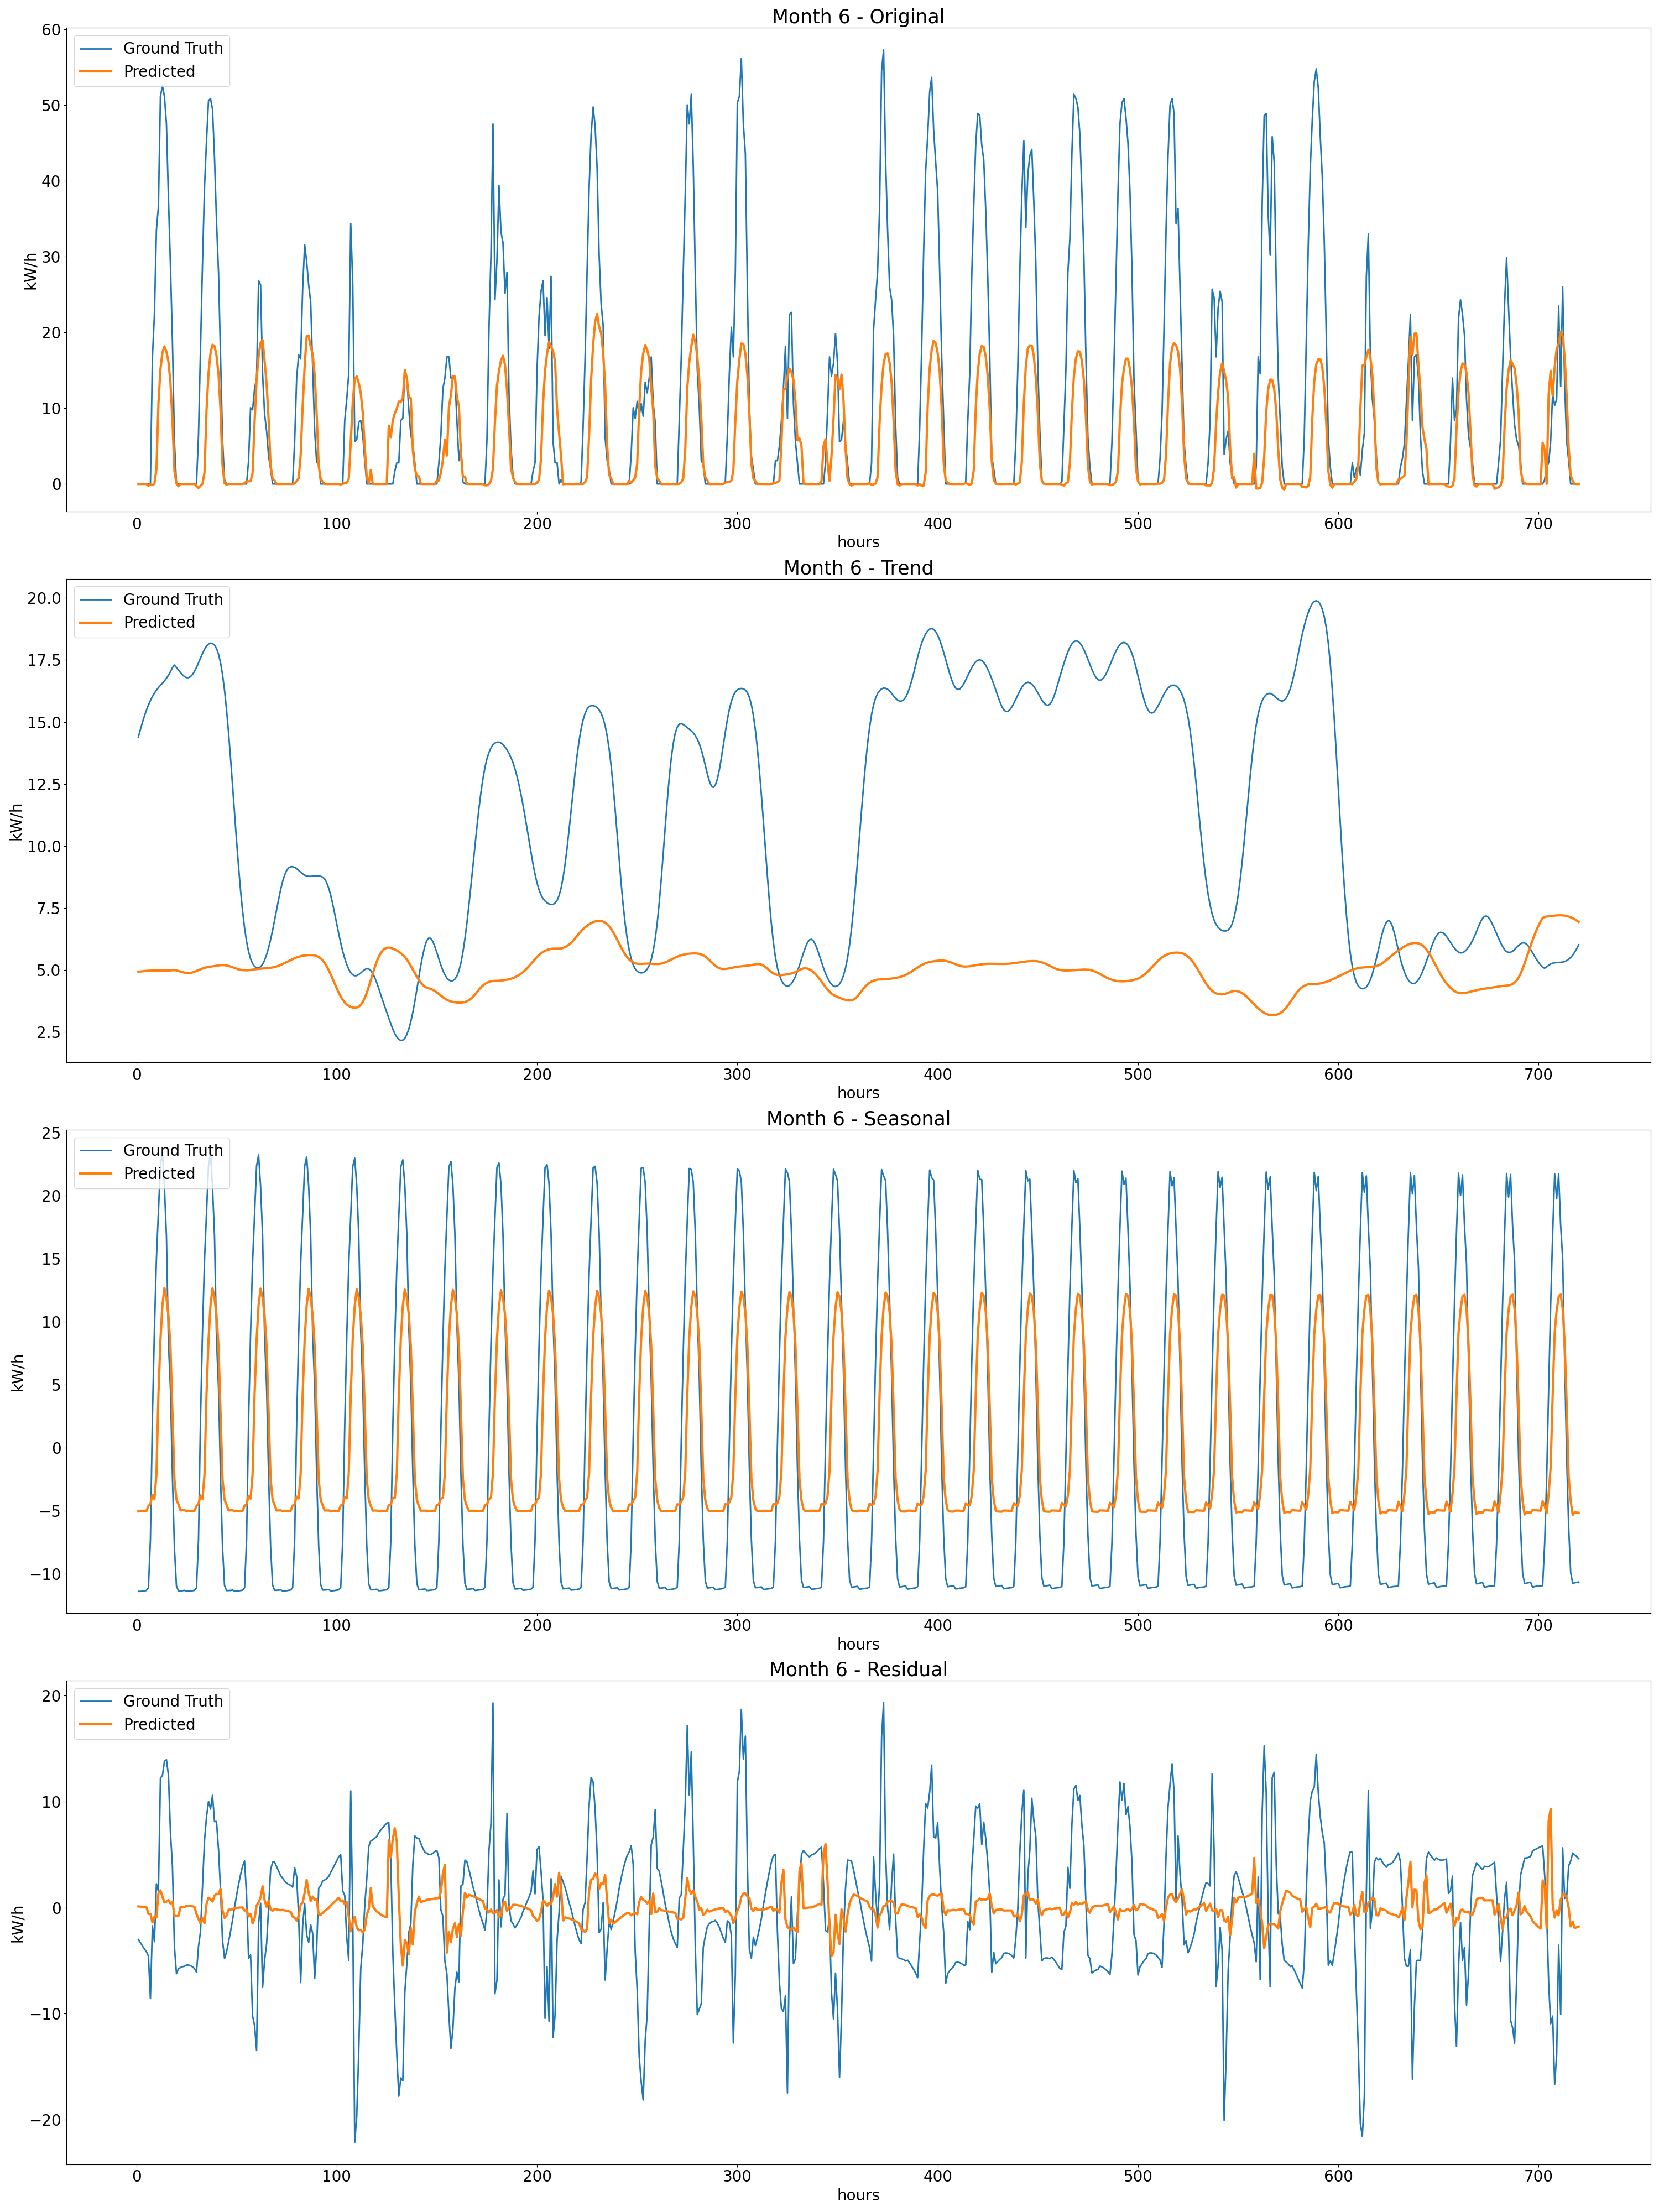 Month 6 - Original
Ground Truth
Predicted
60
50
40
30
20
10
0
kW/h
0 100 200 300 400 500 600 700
hours
Month 6 - Trend
Ground Truth
Predicted
20.0
17.5
15.0
12.5
10.0
7.5
5.0
2.5
kW/h
0 100 200 300 400 500 600 700
hours
Month 6 - Seasonal
Ground Truth
Predicted
25
20
15
10
5
0
−5
−10
kW/h
0 100 200 300 400 500 600 700
hours
Month 6 - Residual
Ground Truth
Predicted
20
10
0
−10
−20
kW/h
0 100 200 300 400 500 600 700
hours